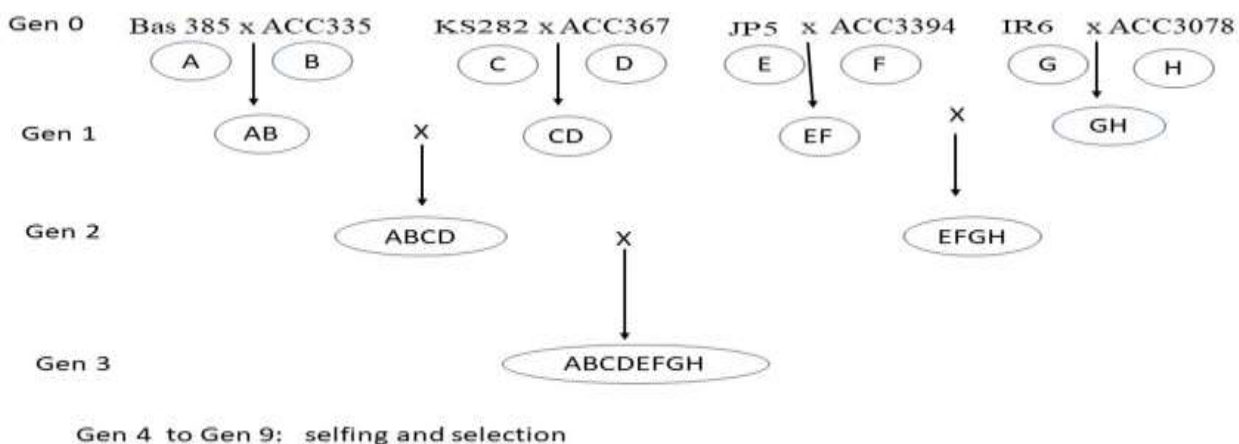 Gen 0 Bas 385 x ACC335 KS282 x ACC367 JP5 x ACC3394 IR6 x ACC3078
A B C D E F G H
Gen 1 AB X CD EF X GH
Gen 2 ABCD X EFGH
Gen 3 ABCDEFGH
Gen 4 to Gen 9: selfing and selection